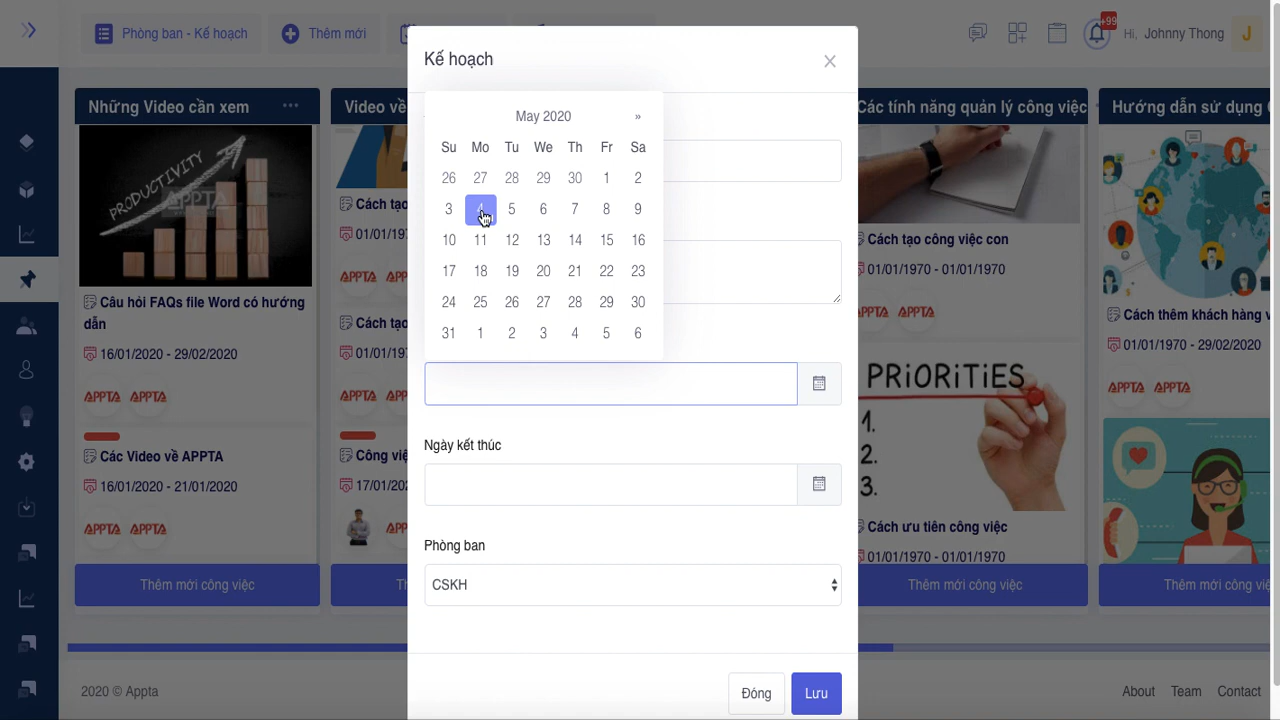 Phòng ban - Kế hoạch
Thêm mới
+99
Hi, Johnny Thong
J
Kế hoạch
×
May 2020 »
Su Mo Tu We Th Fr Sa
26 27 28 29 30 1 2
3 4 5 6 7 8 9
10 11 12 13 14 15 16
17 18 19 20 21 22 23
24 25 26 27 28 29 30
31 1 2 3 4 5 6
Ngày kết thúc
Phòng ban
CSKH
Đóng
Lưu
Những Video cần xem
PRODUCTIVITY
Câu hỏi FAQs file Word có hướng
dẫn
16/01/2020 - 29/02/2020
APPTA APPTA
Các Video về APPTA
16/01/2020 - 21/01/2020
APPTA APPTA
Thêm mới công việc
Video về
Cách tạo
01/01/19
APPTA
Cách tạo
01/01/19
APPTA
Công việ
17/01/20
Các tính năng quản lý công việc
Cách tạo công việc con
01/01/1970 - 01/01/1970
APPTA APPTA
PRIORITIES
1.
2.
3.
Cách ưu tiên công việc
01/01/1970 - 01/01/1970
Thêm mới công việc
Hướng dẫn sử dụng
Cách thêm khách hàng
01/01/1970 - 29/02/2020
APPTA APPTA
Thêm mới công việ
2020 © Appta
About Team Contact